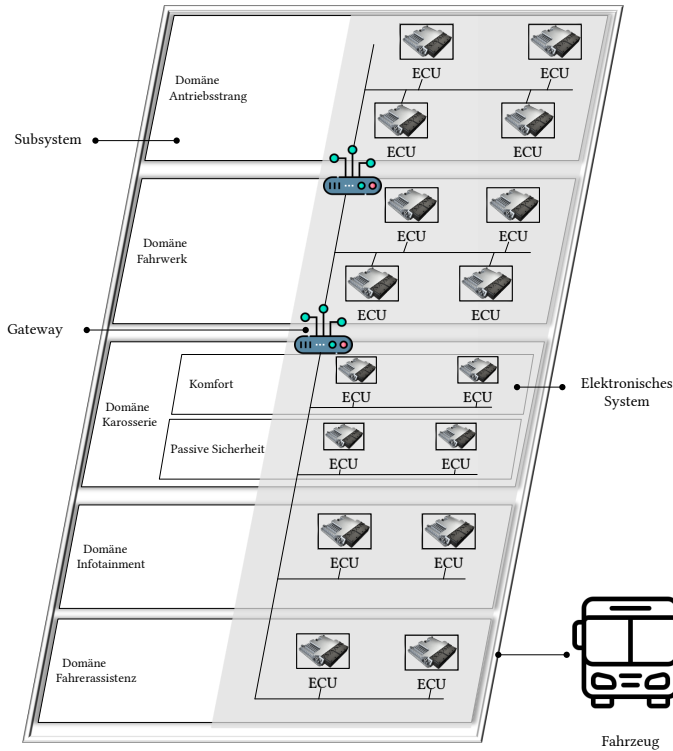 ECU
ECU
Domäne
Antriebsstrang
ECU
ECU
Subsystem
ECU
ECU
Domäne
Fahrwerk
ECU
ECU
Gateway
Komfort
ECU
ECU
Elektronisches
System
Domäne
Karosserie
Passive Sicherheit
ECU
ECU
Domäne
Infotainment
ECU
ECU
Domäne
Fahrerassistenz
ECU
ECU
Fahrzeug